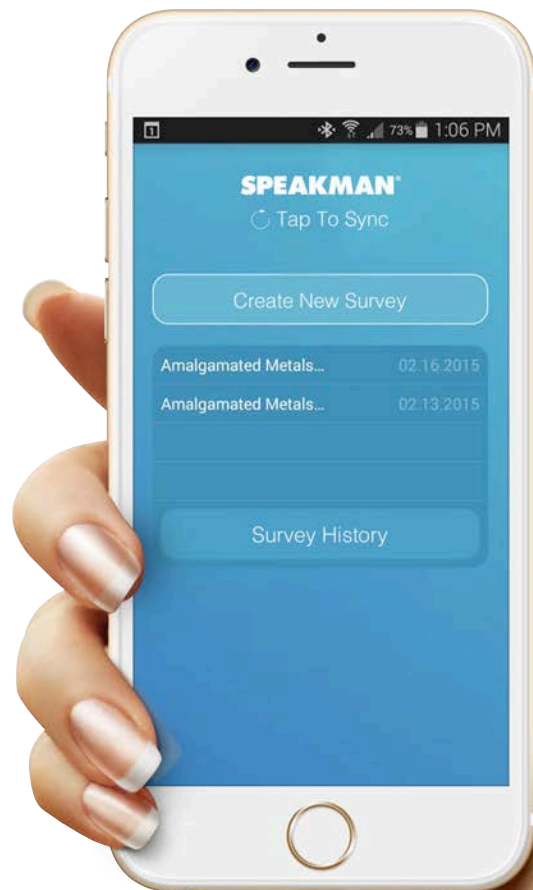 1 73% 1:06 PM
SPEAKMAN®
Tap To Sync
Create New Survey
Amalgamated Metals... 02.16.2015
Amalgamated Metals... 02.13.2015
Survey History